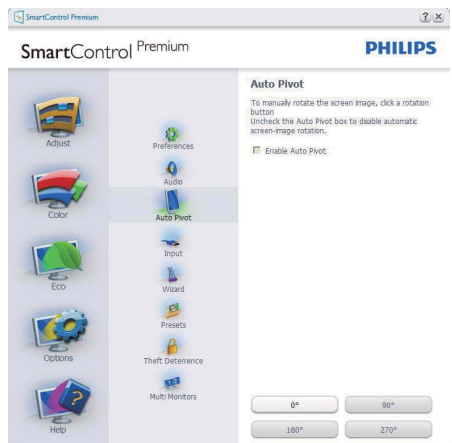 SmartControl Premium
? ×
SmartControl Premium
PHILIPS
Adjust
Color
Eco
Options
Help
Preferences
Audio
Auto Pivot
Input
Wizard
Presets
Theft Deterrence
Multi Monitors
Auto Pivot
To manually rotate the screen image, click a rotation
button
Uncheck the Auto Pivot box to disable automatic
screen-image rotation.
Enable Auto Pivot
0°
90°
180°
270°